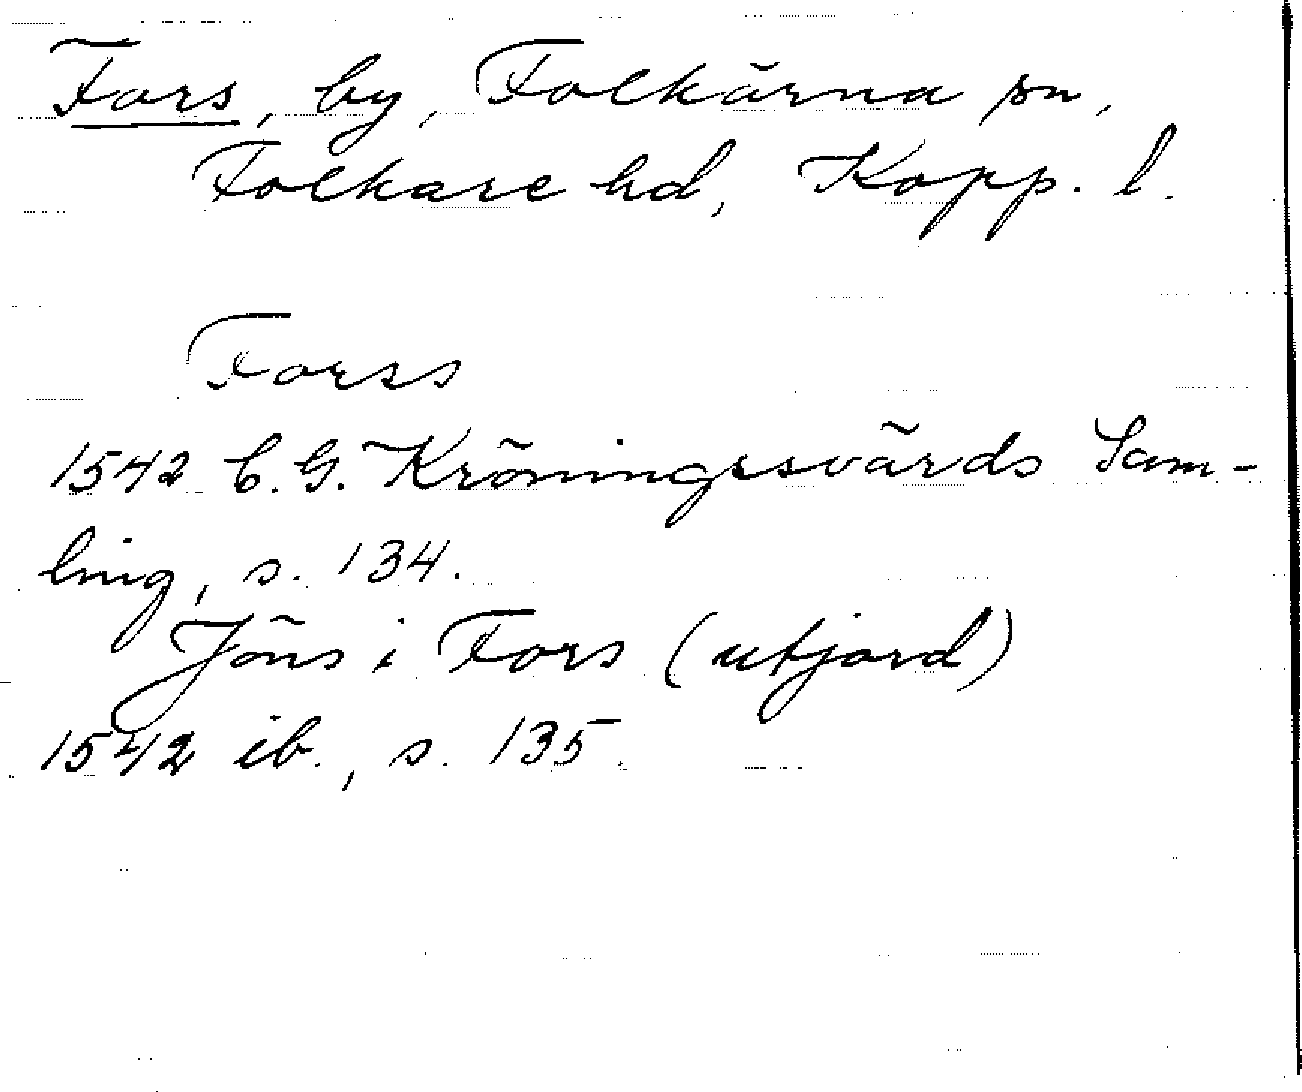 Fors, by, Folkärna sn,
Folkare hd, Kopp. l.
Forss
1542 C. G. Kröningssvärds Sam-
ling, s. 134.
Jöns i Fors (utjord)
1542 ib., s. 135.